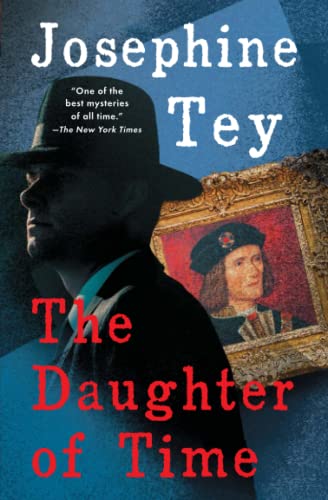 Josephine
Tey
“One of the
best mysteries
of all time.”
—The New York Times
The
Daughter
of Time